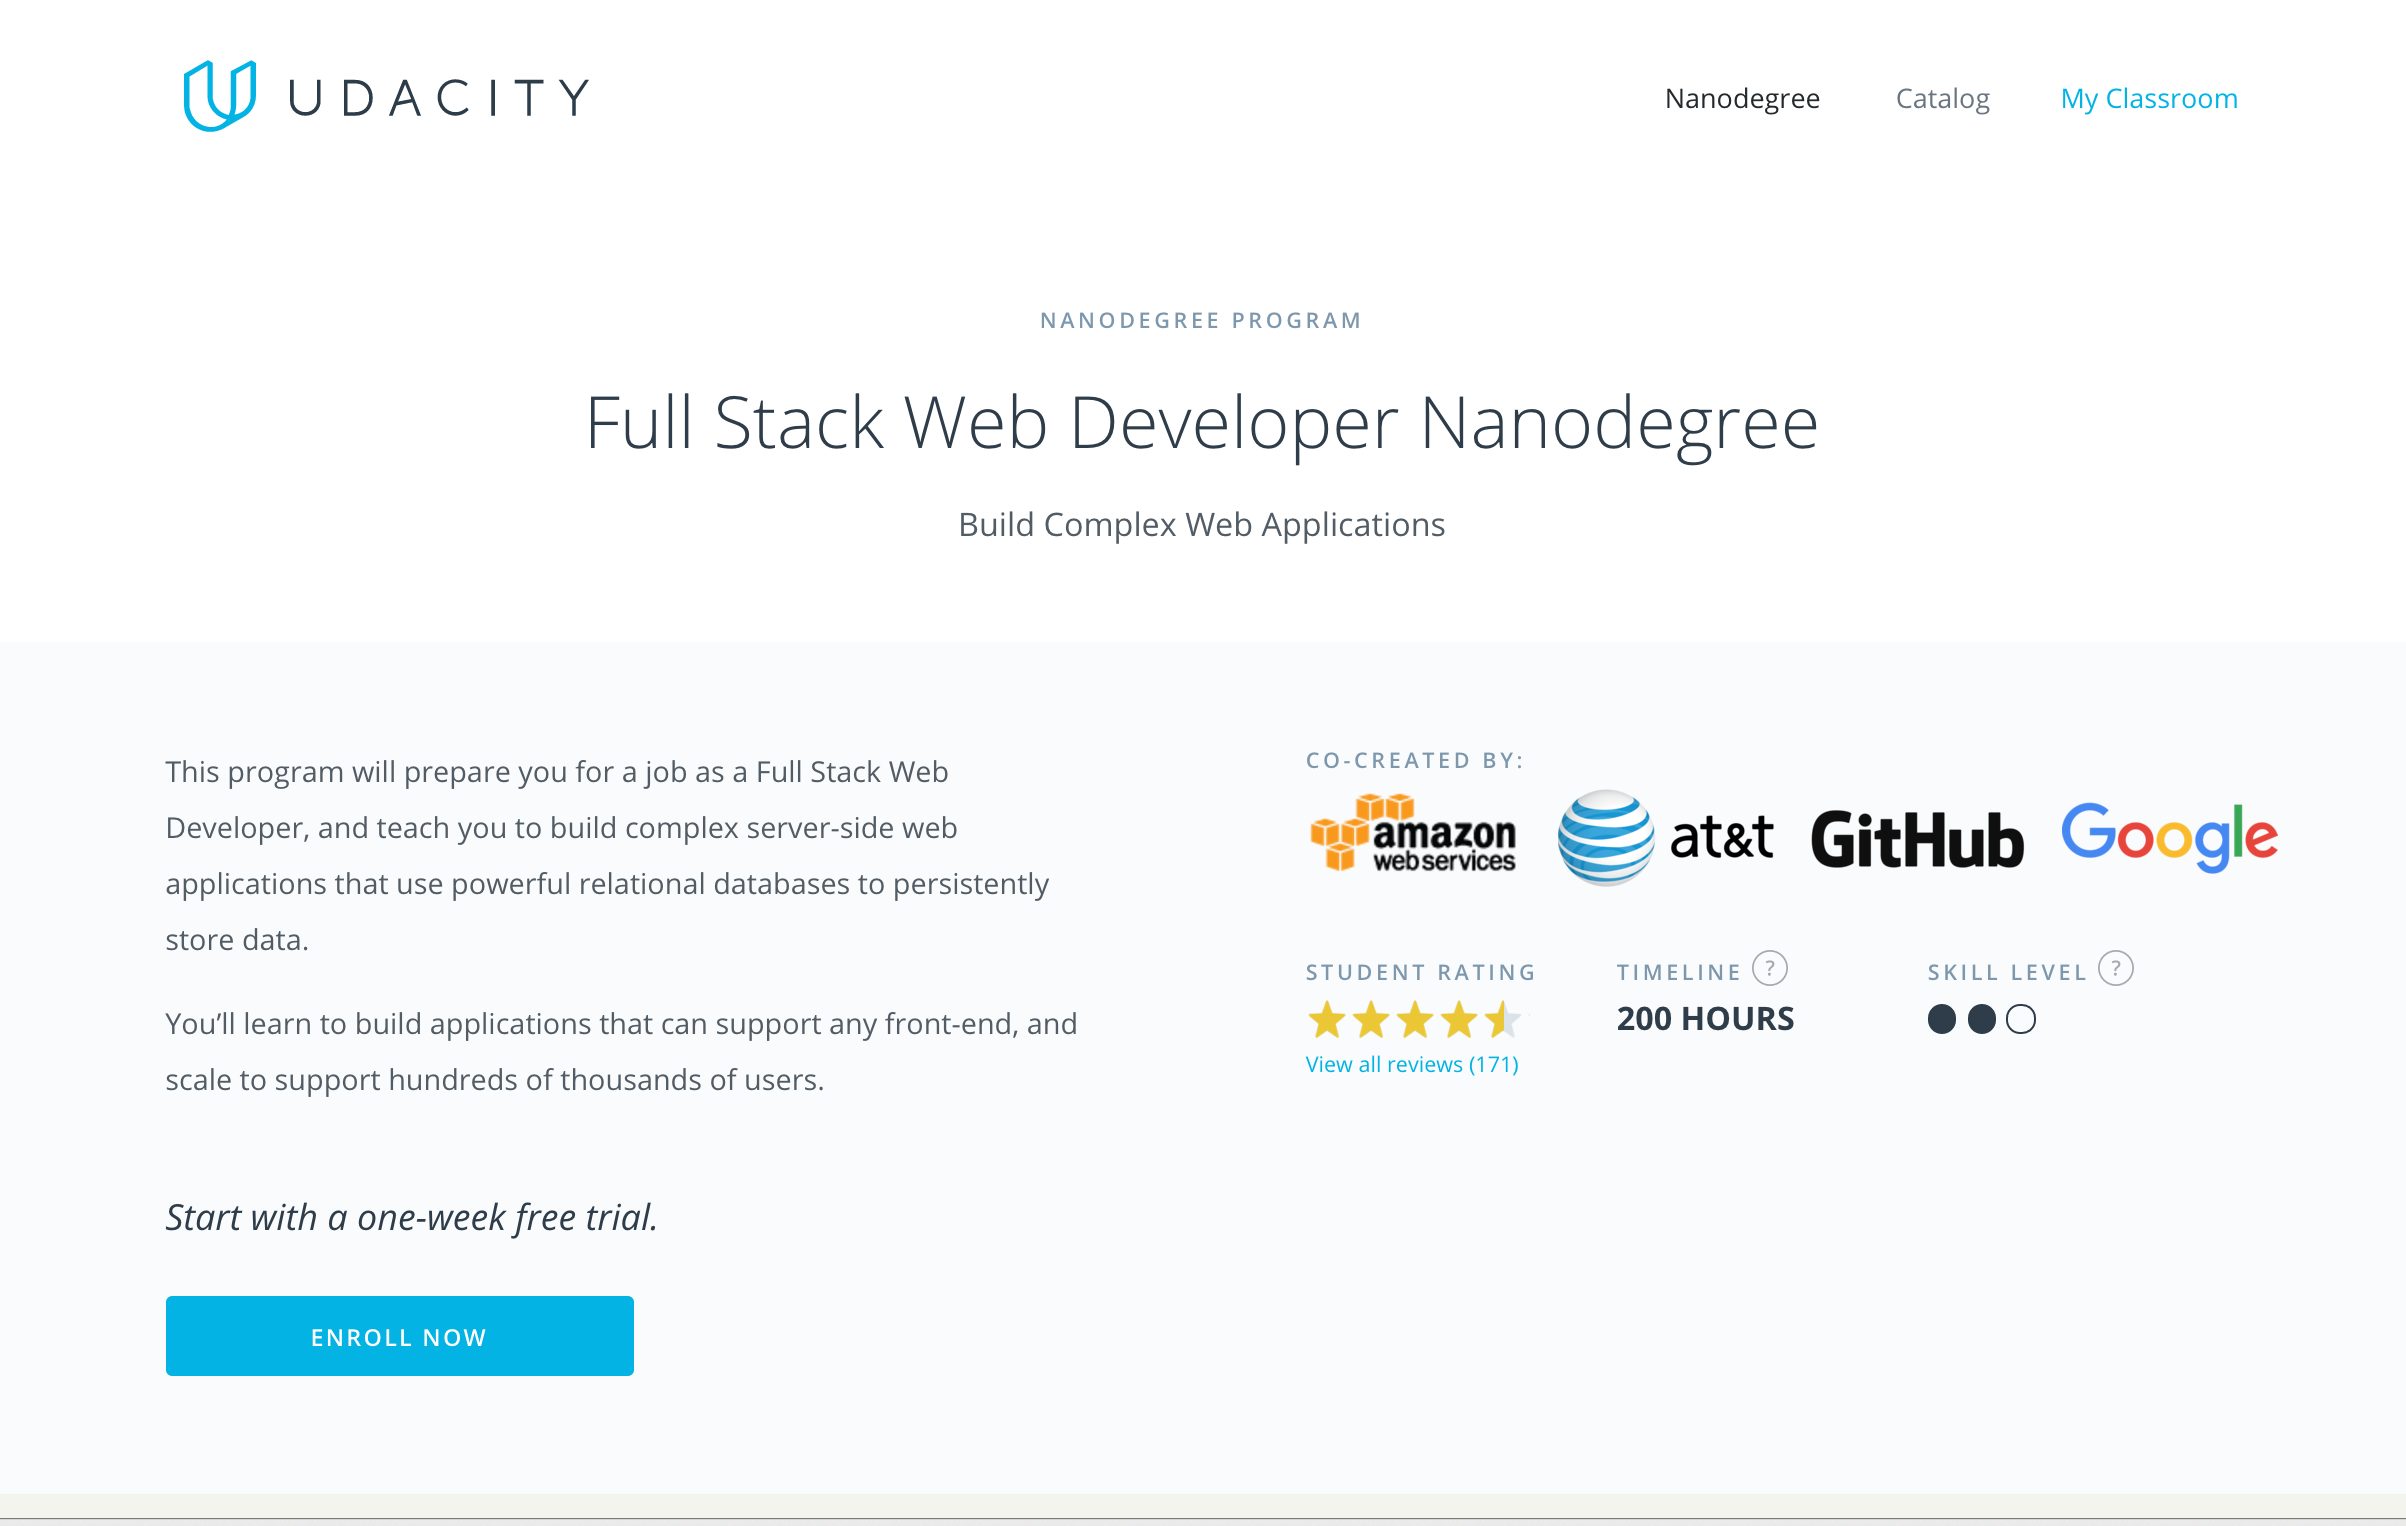 UDACITY
Nanodegree
Catalog
My Classroom
NANODEGREE PROGRAM
Full Stack Web Developer Nanodegree
Build Complex Web Applications
This program will prepare you for a job as a Full Stack Web
Developer, and teach you to build complex server-side web
applications that use powerful relational databases to persistently
store data.
You’ll learn to build applications that can support any front-end, and
scale to support hundreds of thousands of users.
Start with a one-week free trial.
ENROLL NOW
CO-CREATED BY:
amazon
webservices
at&t
GitHub
Google
STUDENT RATING
View all reviews (171)
TIMELINE ?
200 HOURS
SKILL LEVEL ?